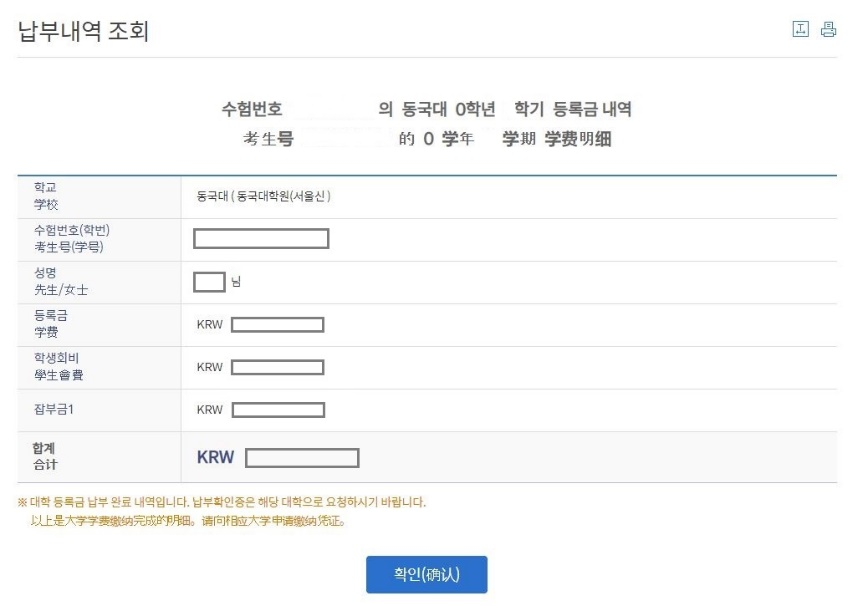 납부내역 조회
수험번호 의 동국대 0학년 학기 등록금 내역
考生号 的 0 学年 学期 学费明细
학교
学校
동국대 ( 동국대학원(서울신 )
수험번호(학번)
考生号(学号)
성명
先生/女士
님
등록금
学费
KRW
학생회비
學生會費
KRW
잡부금1
KRW
합계
合计
KRW
※ 대학 등록금 납부 완료 내역입니다. 납부확인증은 해당 대학으로 요청하시기 바랍니다.
以上是大学学费缴纳完成的明细。请向相应大学申请缴纳凭证。
확인(确认)